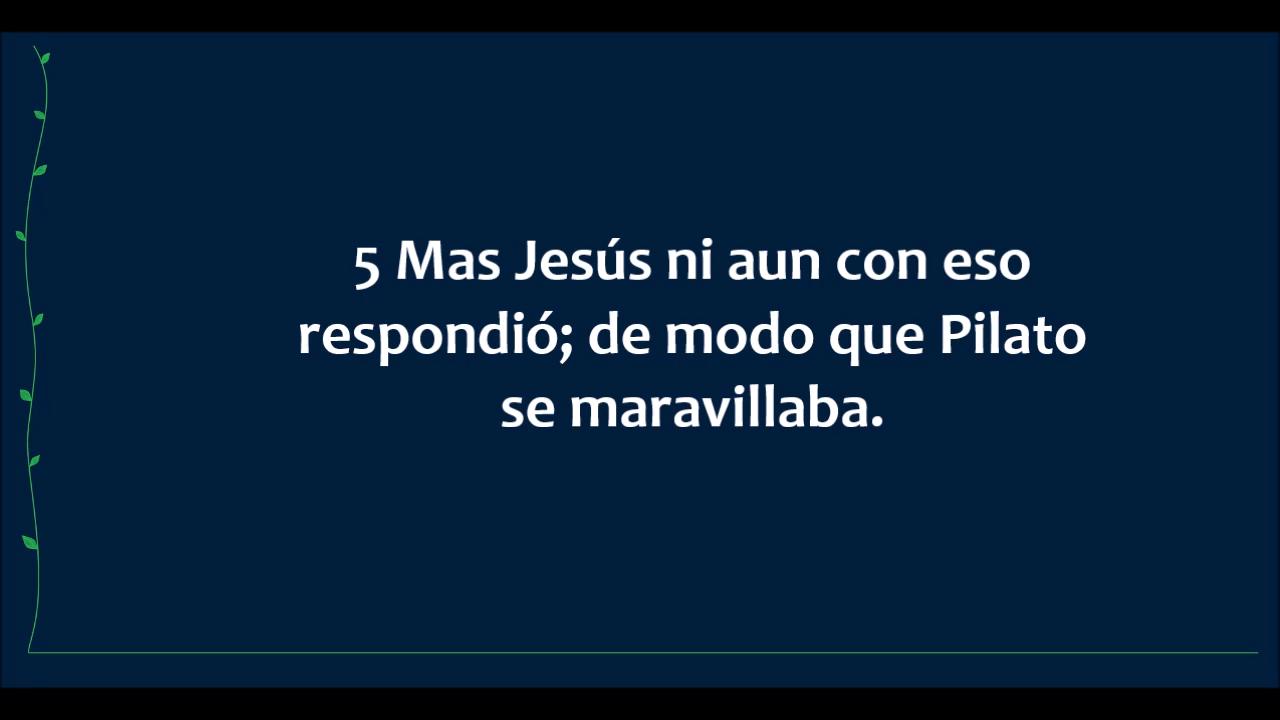 5 Mas Jesús ni aun con eso
respondió; de modo que Pilato
se maravillaba.